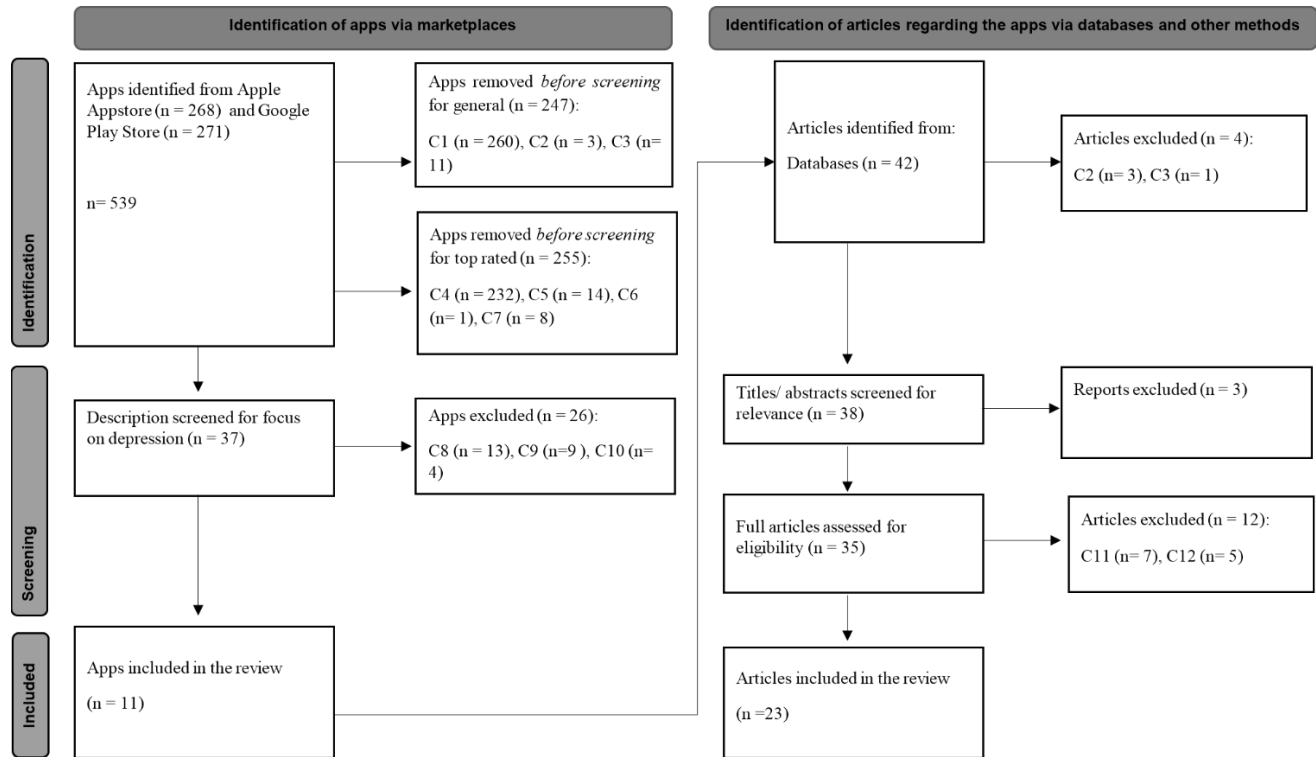 Identification of apps via marketplaces
Identification of articles regarding the apps via databases and other methods
Identification
Apps identified from Apple
Appstore (n = 268) and Google
Play Store (n = 271)
n= 539
Apps removed before screening
for general (n = 247):
C1 (n = 260), C2 (n = 3), C3 (n=
11)
Apps removed before screening
for top rated (n = 255):
C4 (n = 232), C5 (n = 14), C6
(n= 1), C7 (n = 8)
Articles identified from:
Databases (n = 42)
Articles excluded (n = 4):
C2 (n= 3), C3 (n= 1)
Screening
Description screened for focus
on depression (n = 37)
Apps excluded (n = 26):
C8 (n = 13), C9 (n=9 ), C10 (n=
4)
Titles/ abstracts screened for
relevance (n = 38)
Reports excluded (n = 3)
Full articles assessed for
eligibility (n = 35)
Articles excluded (n = 12):
C11 (n= 7), C12 (n= 5)
Included
Apps included in the review
(n = 11)
Articles included in the review
(n =23)